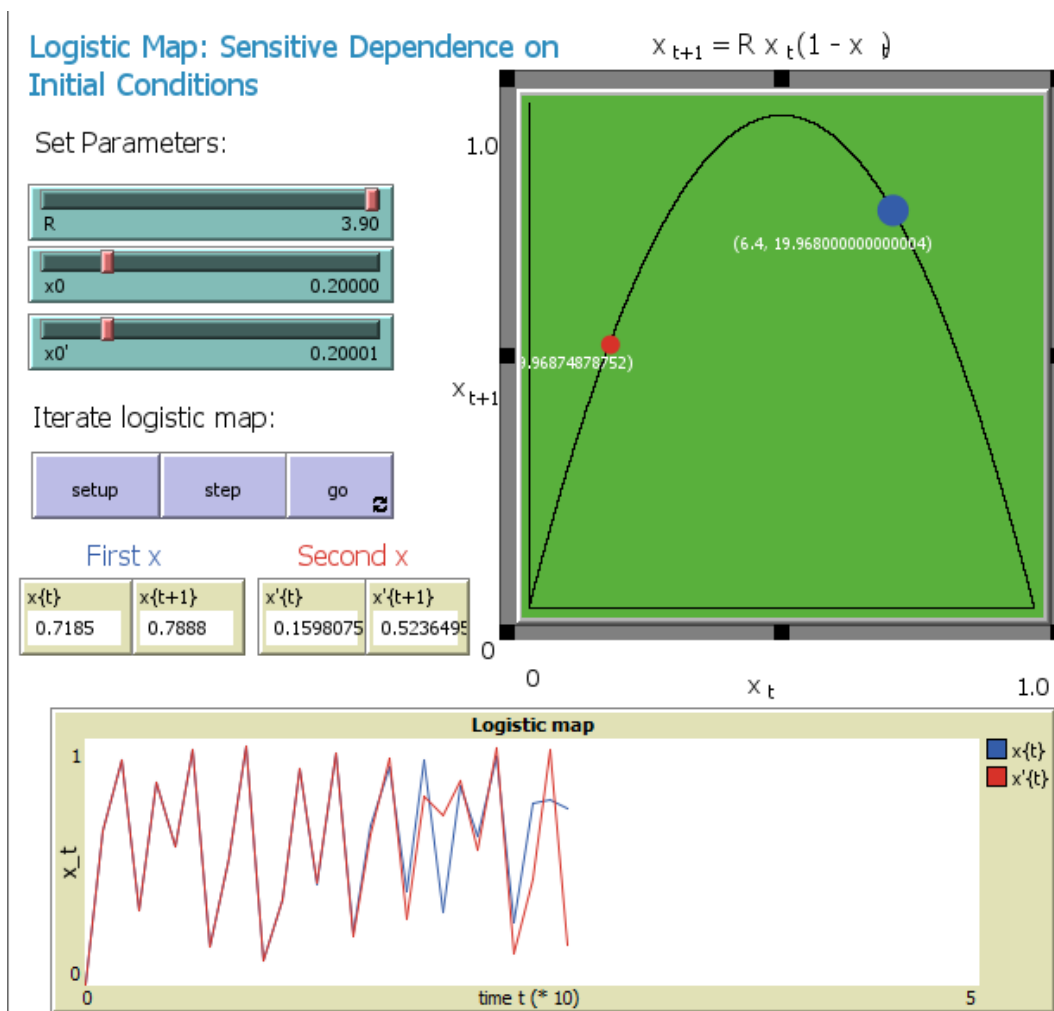 Logistic Map: Sensitive Dependence on
Initial Conditions
x t+1 = R x t(1 - x t)
Set Parameters:
R 3.90
x0 0.20000
x0' 0.20001
Iterate logistic map:
setup step go
First x Second x
x{t} x{t+1} x'{t} x'{t+1}
0.7185 0.7888 0.1598075 0.5236495
1.0
(6.4, 19.968000000000004)
9.96874878752)
x t+1
0
0 x t 1.0
Logistic map
1
x_t
0
0 time t (* 10) 5
x{t}
x'{t}